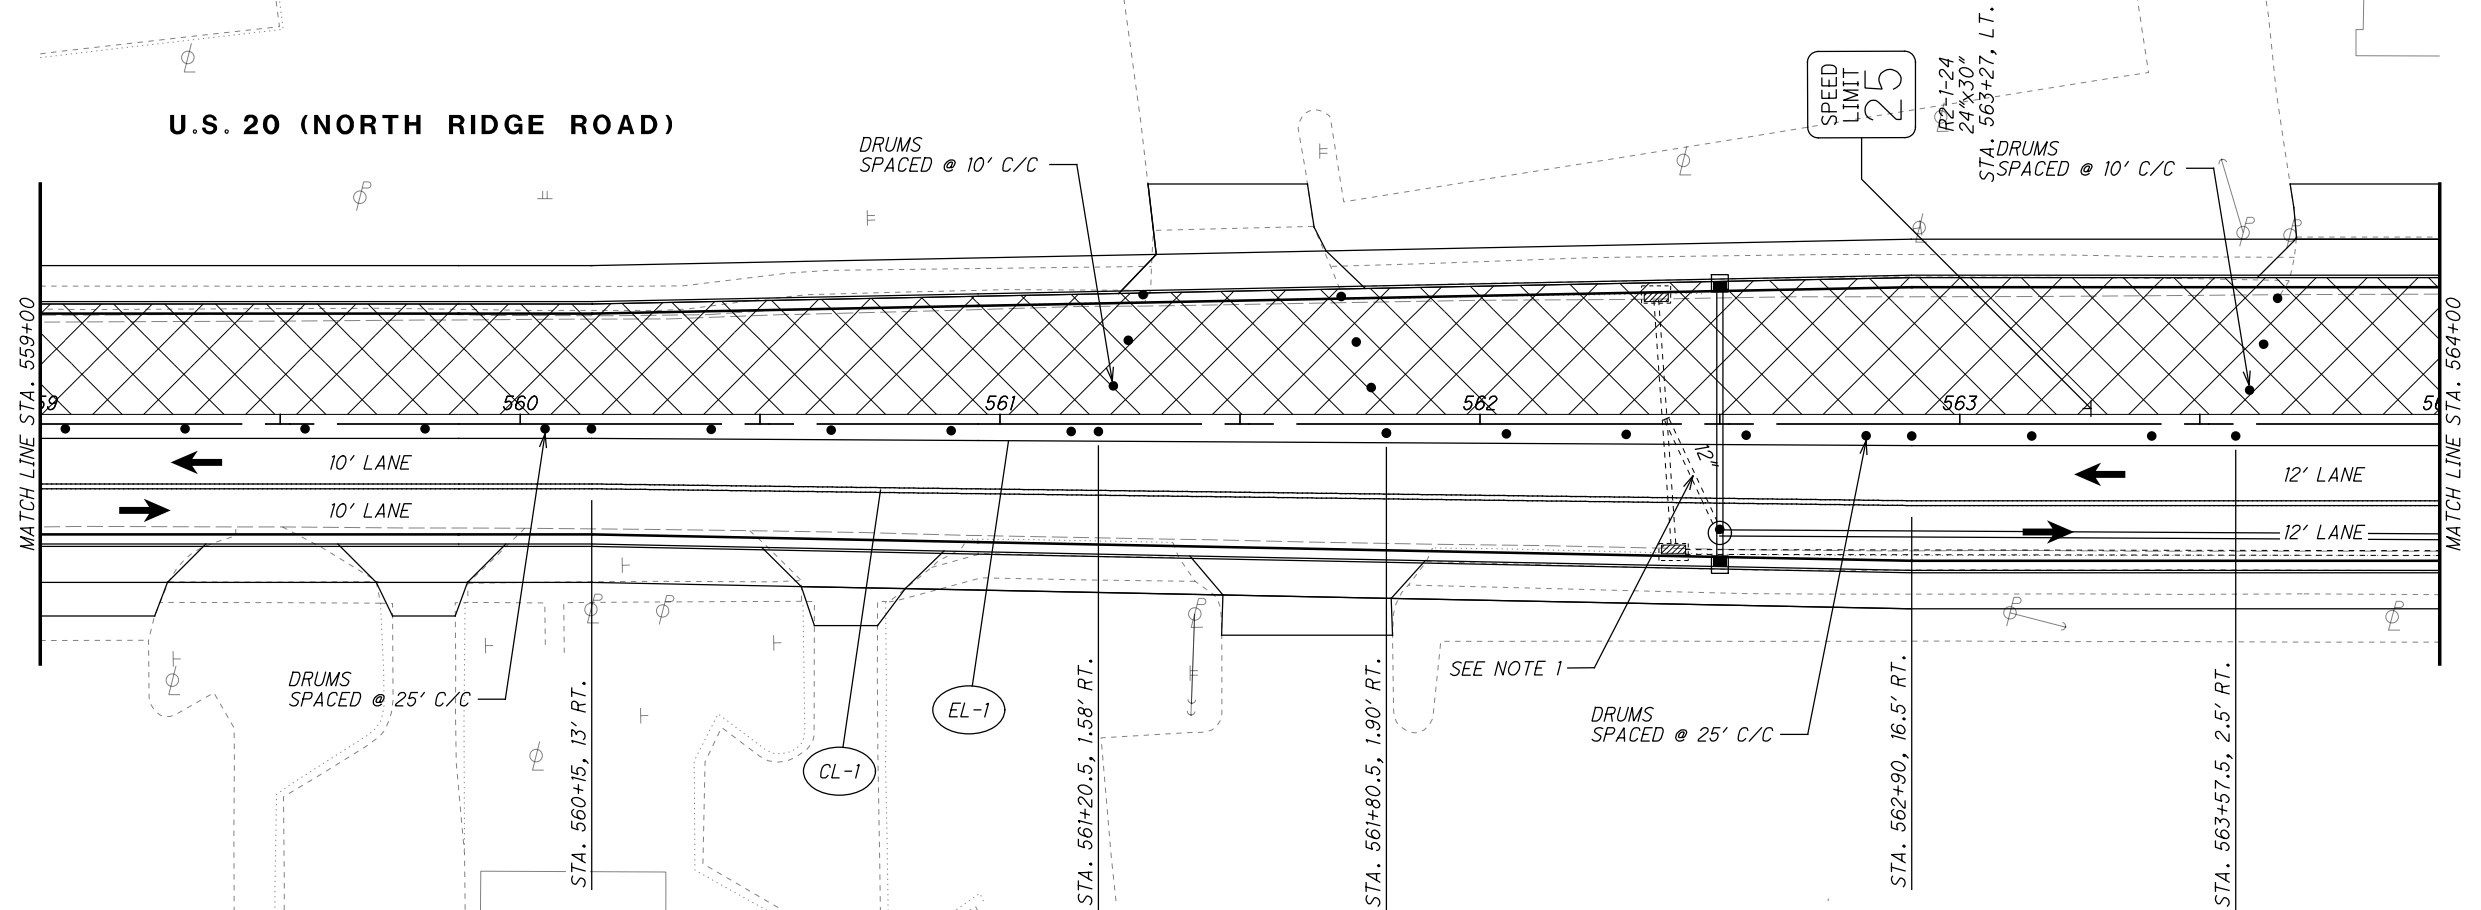 U.S. 20 (NORTH RIDGE ROAD)
DRUMS
SPACED @ 10' C/C
SPEED
LIMIT
25
R2-1-24
24"x30"
STA. 563+27, LT.
DRUMS
SPACED @ 10' C/C
MATCH LINE STA. 559+00
59
560
561
562
563
56
MATCH LINE STA. 564+00
10' LANE
10' LANE
12"
12' LANE
12' LANE
DRUMS
SPACED @ 25' C/C
STA. 560+15, 13' RT.
CL-1
EL-1
STA. 561+20.5, 1.58' RT.
STA. 561+80.5, 1.90' RT.
SEE NOTE 1
DRUMS
SPACED @ 25' C/C
STA. 562+90, 16.5' RT.
STA. 563+57.5, 2.5' RT.